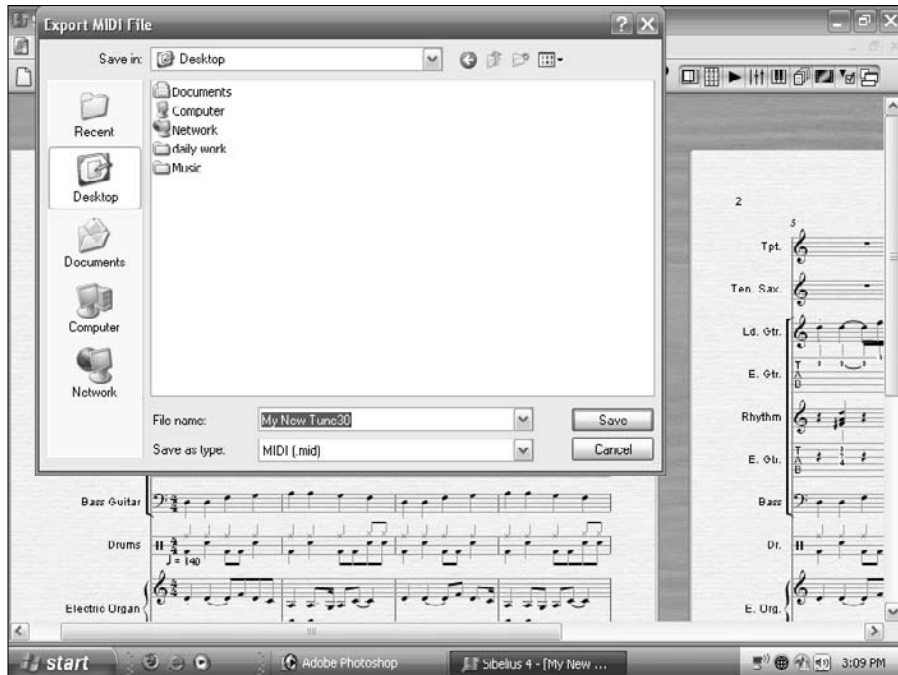 Export MIDI File
Save in:
Desktop
Documents
Computer
Network
daily work
Music
Recent
Desktop
Documents
Computer
Network
File name:
My New Tune30
Save
Save as type:
MIDI (.mid)
Cancel
2
5
Tpt.
Ten. Sax.
Ld. Gtr.
E. Gtr.
T
A
B
Rhythm
E. Gtr.
T
A
B
Bass
Dr.
E. Org.
Bass Guitar
Drums
= 140
Electric Organ
start
Adobe Photoshop
Sibelius 4 - [My New ...
3:09 PM